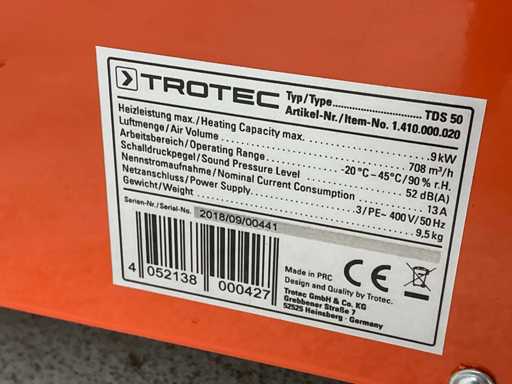 TROTEC
Typ/Type TDS 50
Artikel-Nr./Item-No. 1.410.000.020
Heizleistung max./Heating Capacity max. 9 kW
Luftmenge/Air Volume 708 m³/h
Arbeitsbereich/Operating Range -20 °C – 45°C/90 % r.H.
Schalldruckpegel/Sound Pressure Level 52 dB(A)
Nennstromaufnahme/Nominal Current Consumption 13 A
Netzanschluss/Power Supply 3/PE~ 400 V/50 Hz
Gewicht/Weight 9,5 kg
Serien-Nr./Serial-No. 2018/09/00441
4 052138 000427
Made in PRC CE
Design and Quality by Trotec.
Trotec GmbH & Co. KG
Grebbener Straße 7
52525 Heinsberg - Germany